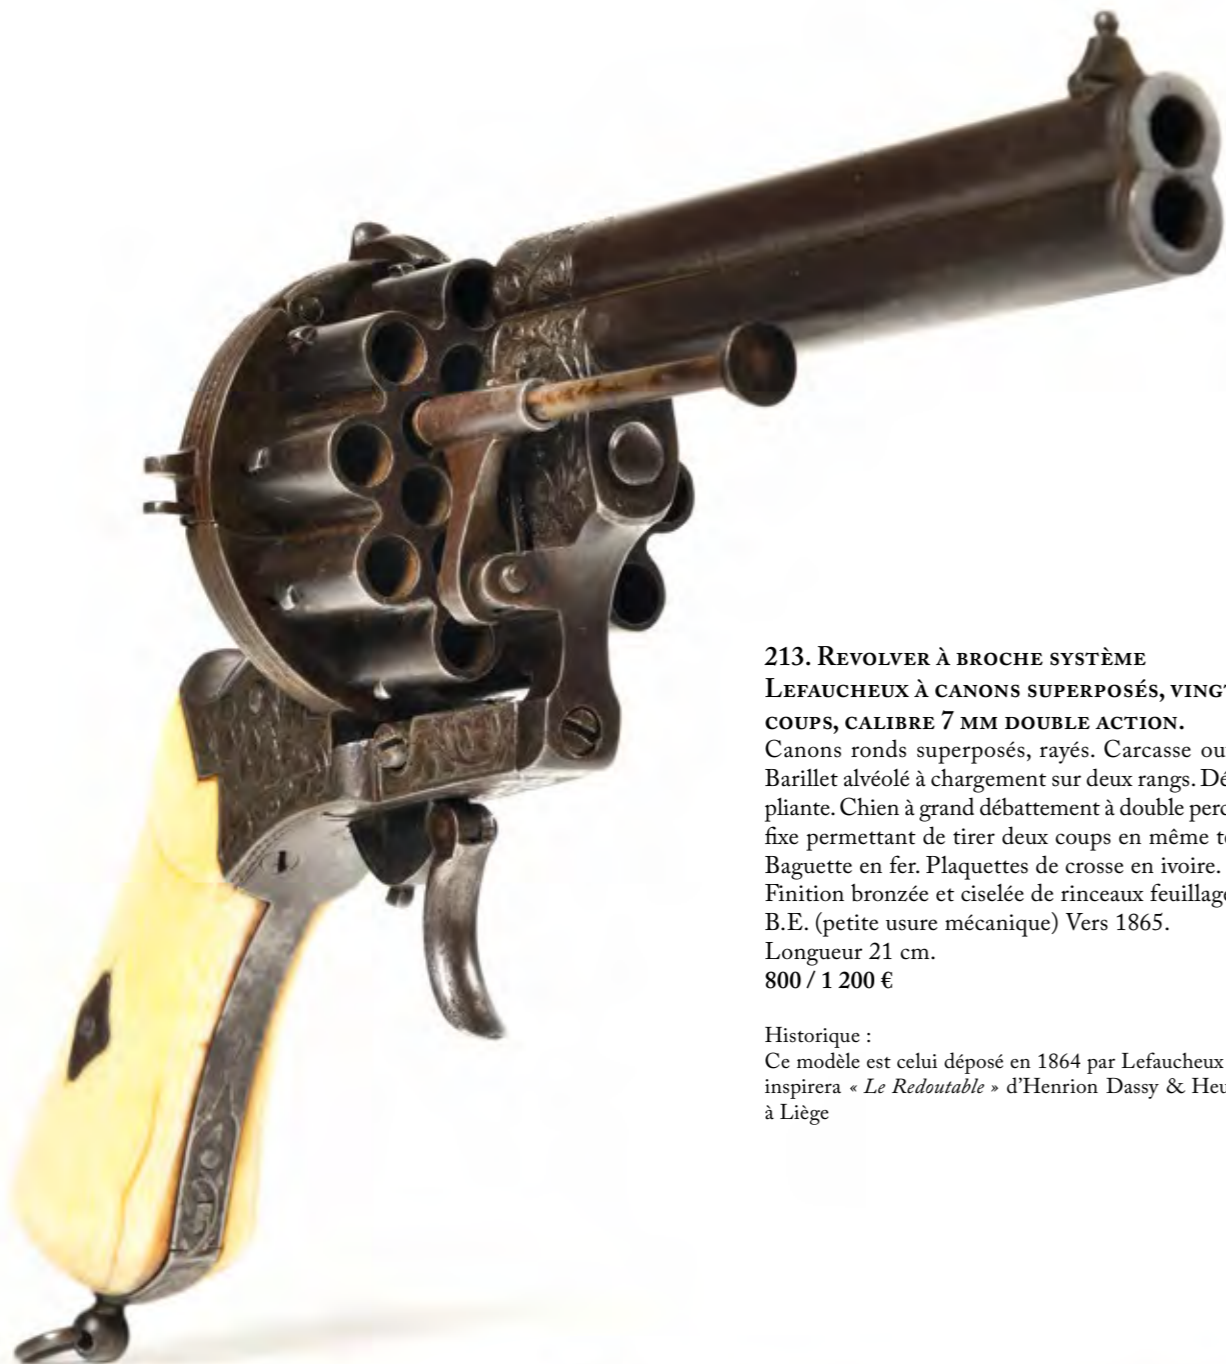 213. Revolver à broche système
Lefaucheux à canons superposés,
coups, calibre 7 mm double action.
Canons ronds superposés, rayés. Carcasse
Barillet alvéolé à chargement sur deux rangs.
pliante. Chien à grand débattement à double
fixe permettant de tirer deux coups en même
Baguette en fer. Plaquettes de crosse en ivoire.
Finition bronzée et ciselée de rinceaux
B.E. (petite usure mécanique) Vers 1865.
Longueur 21 cm.
800 / 1 200 €
Historique :
Ce modèle est celui déposé en 1864 par Lefaucheux
inspirera « Le Redoutable » d'Henrion Dassy &
à Liège